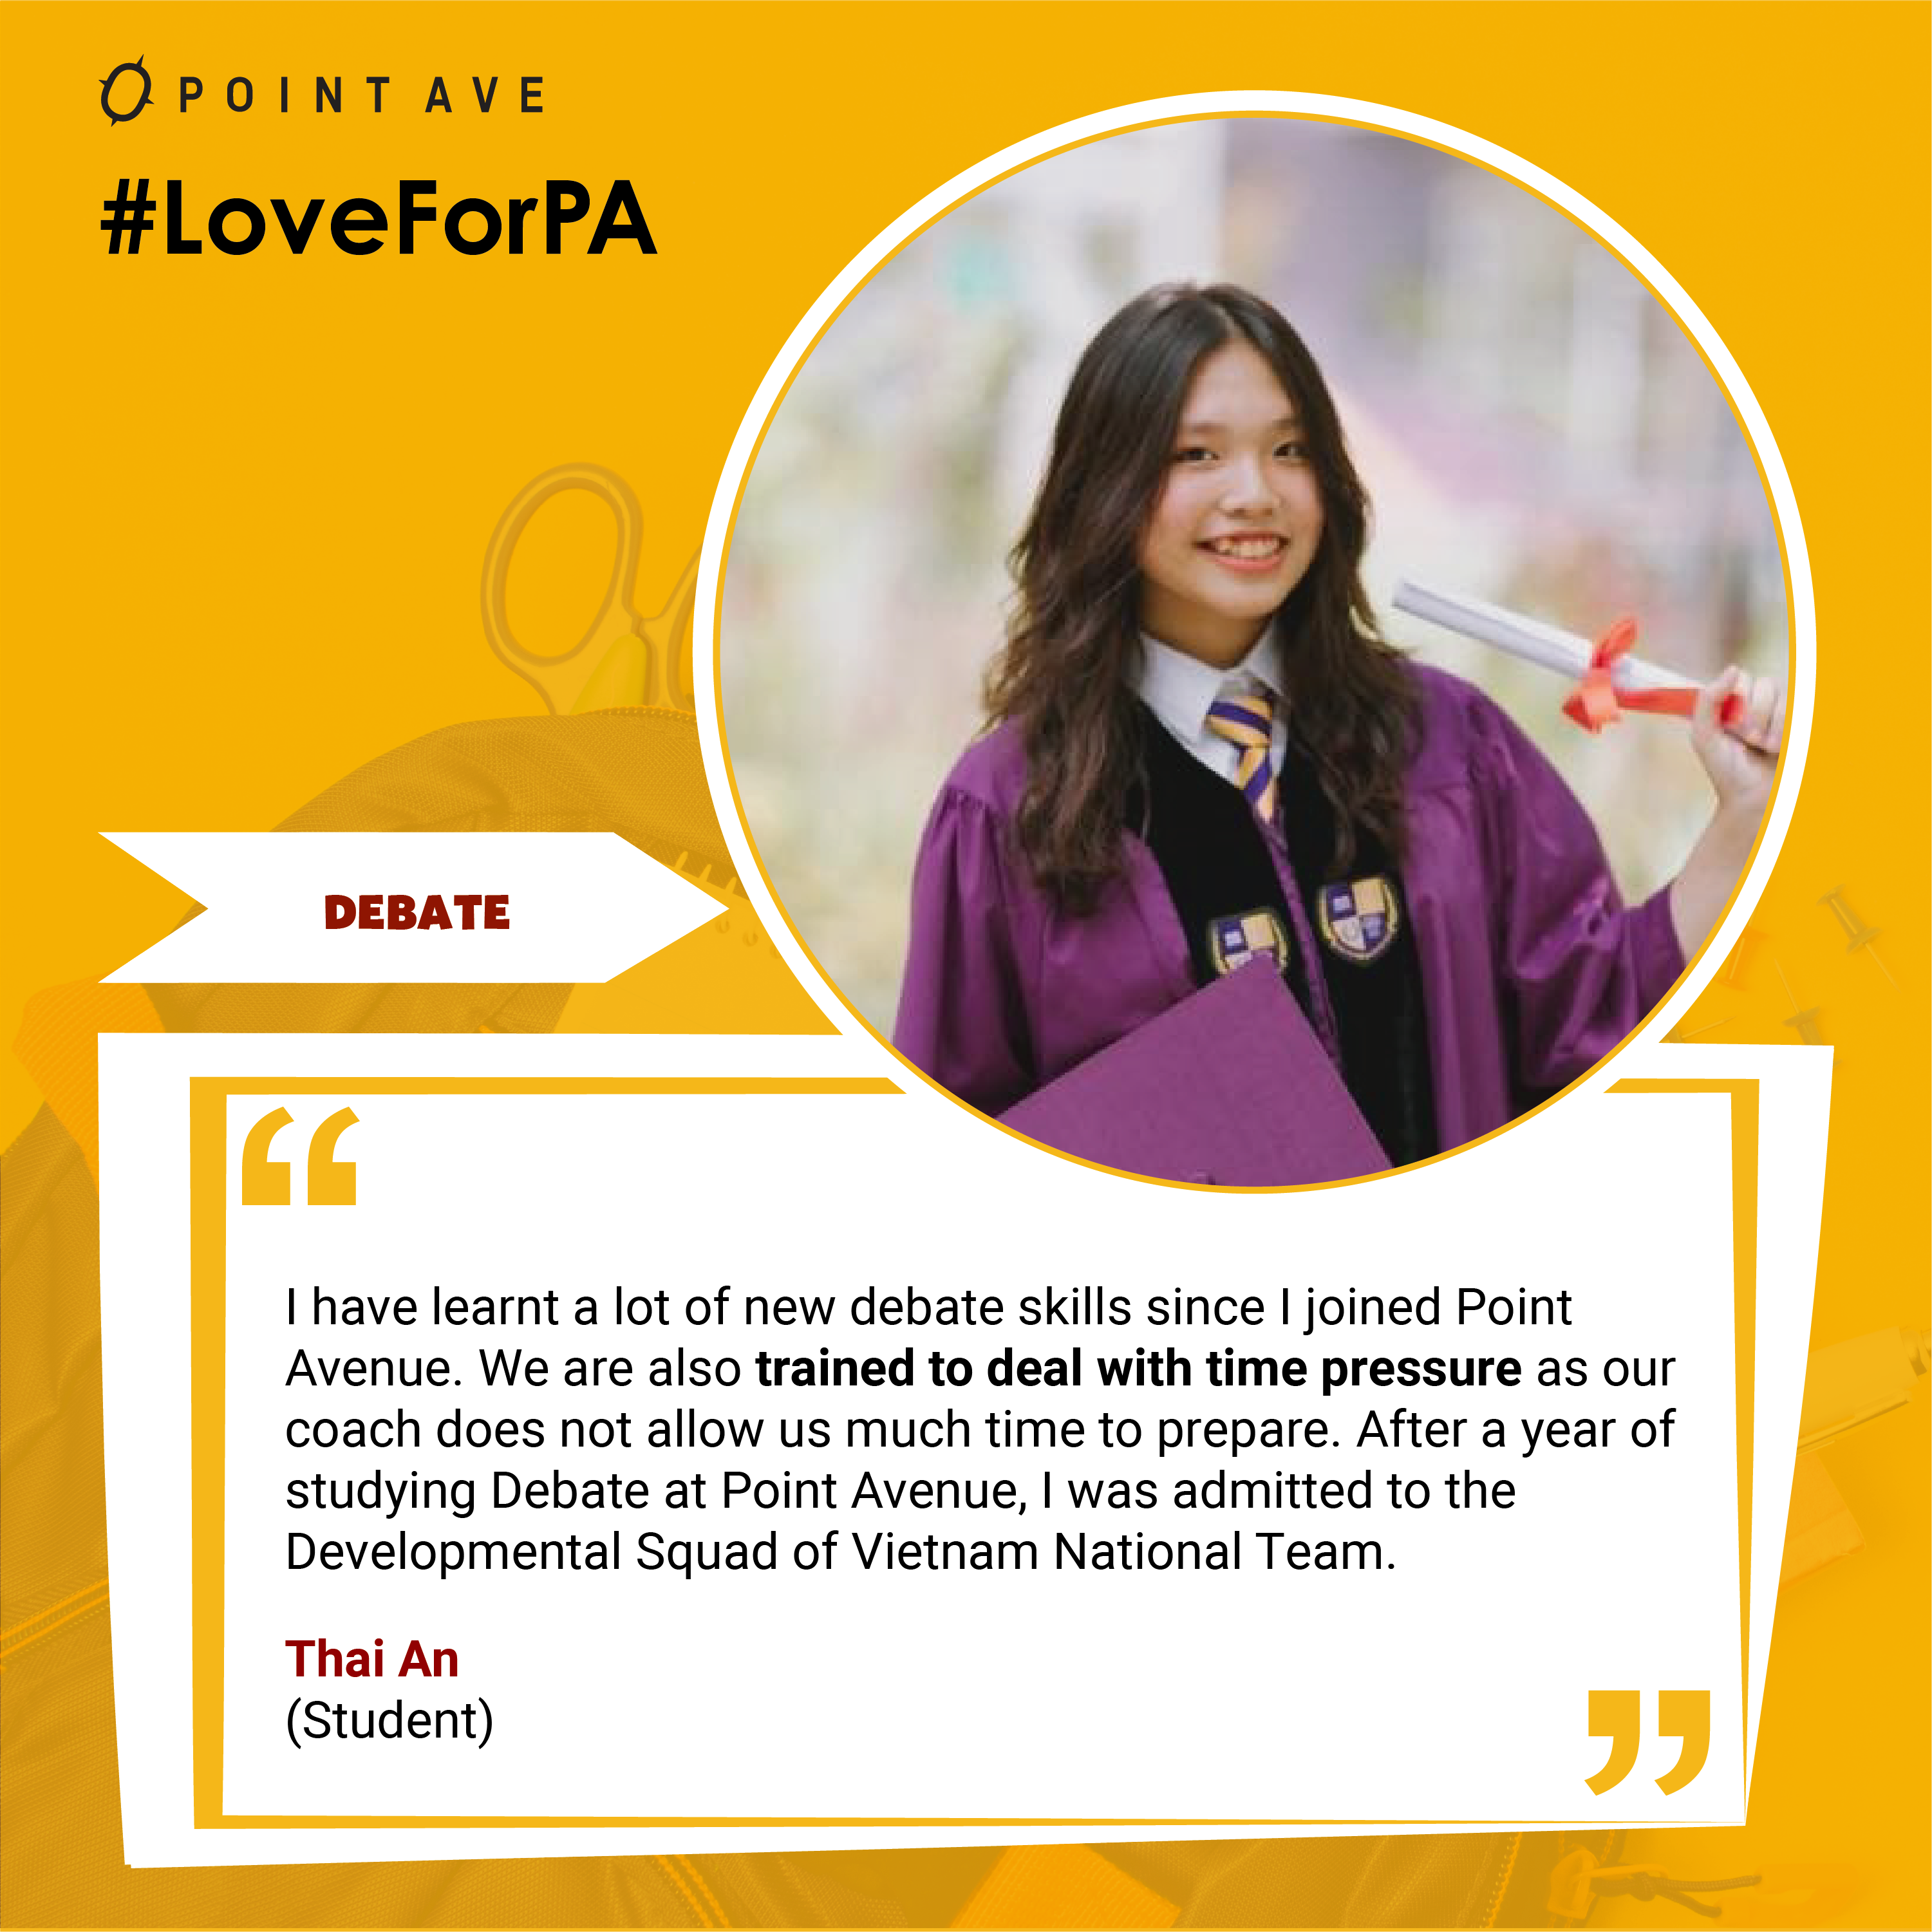 POINT AVE
#LoveForPA
DEBATE
“
I have learnt a lot of new debate skills since I joined Point
Avenue. We are also trained to deal with time pressure as our
coach does not allow us much time to prepare. After a year of
studying Debate at Point Avenue, I was admitted to the
Developmental Squad of Vietnam National Team.
Thai An
(Student)
”